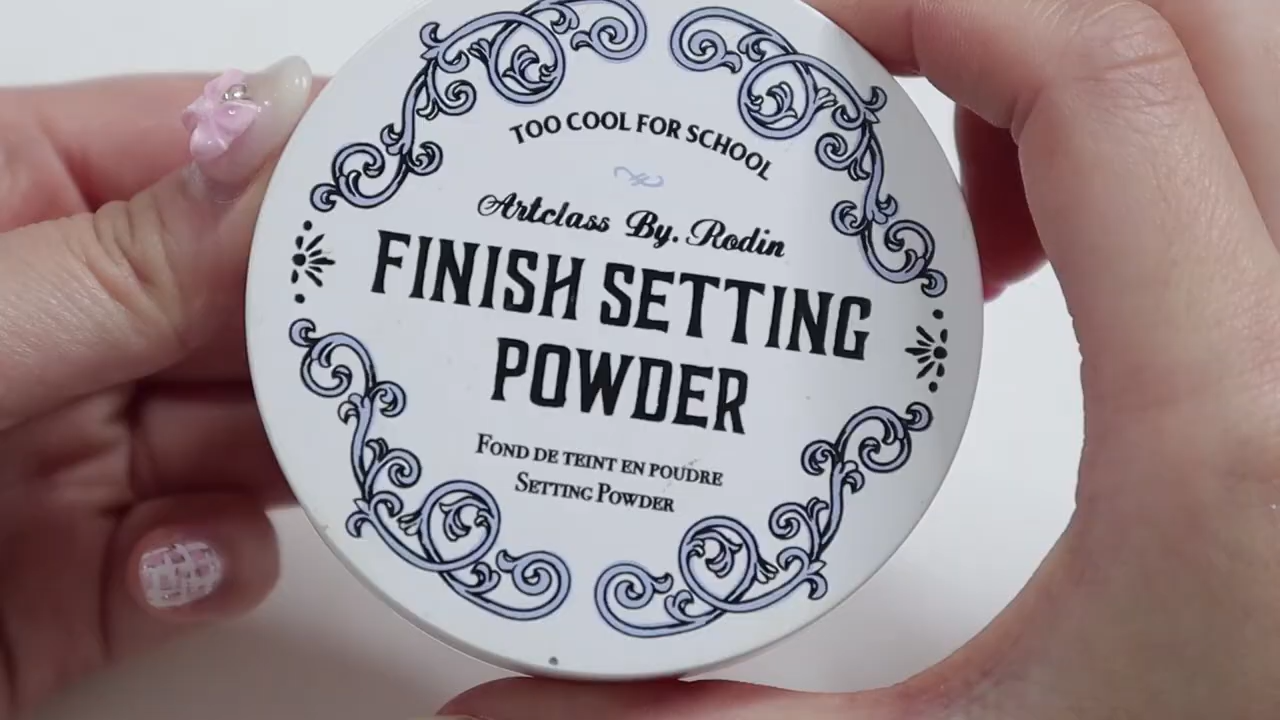 TOO COOL FOR SCHOOL
Artclass By. Rodin
FINISH SETTING
POWDER
FOND DE TEINT EN POUDRE
SETTING POWDER